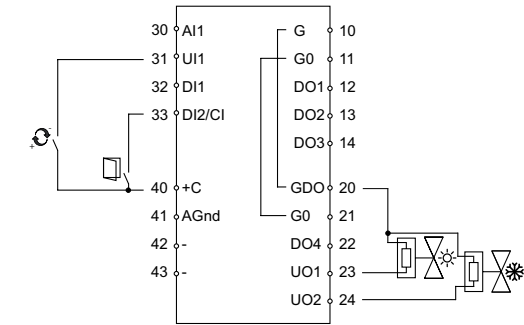 30 AI1 G 10
31 UI1 G0 11
32 DI1 DO1 12
33 DI2/CI DO2 13
DO3 14
40 +C GDO 20
41 AGnd G0 21
42 - DO4 22
43 - UO1 23
UO2 24
- +